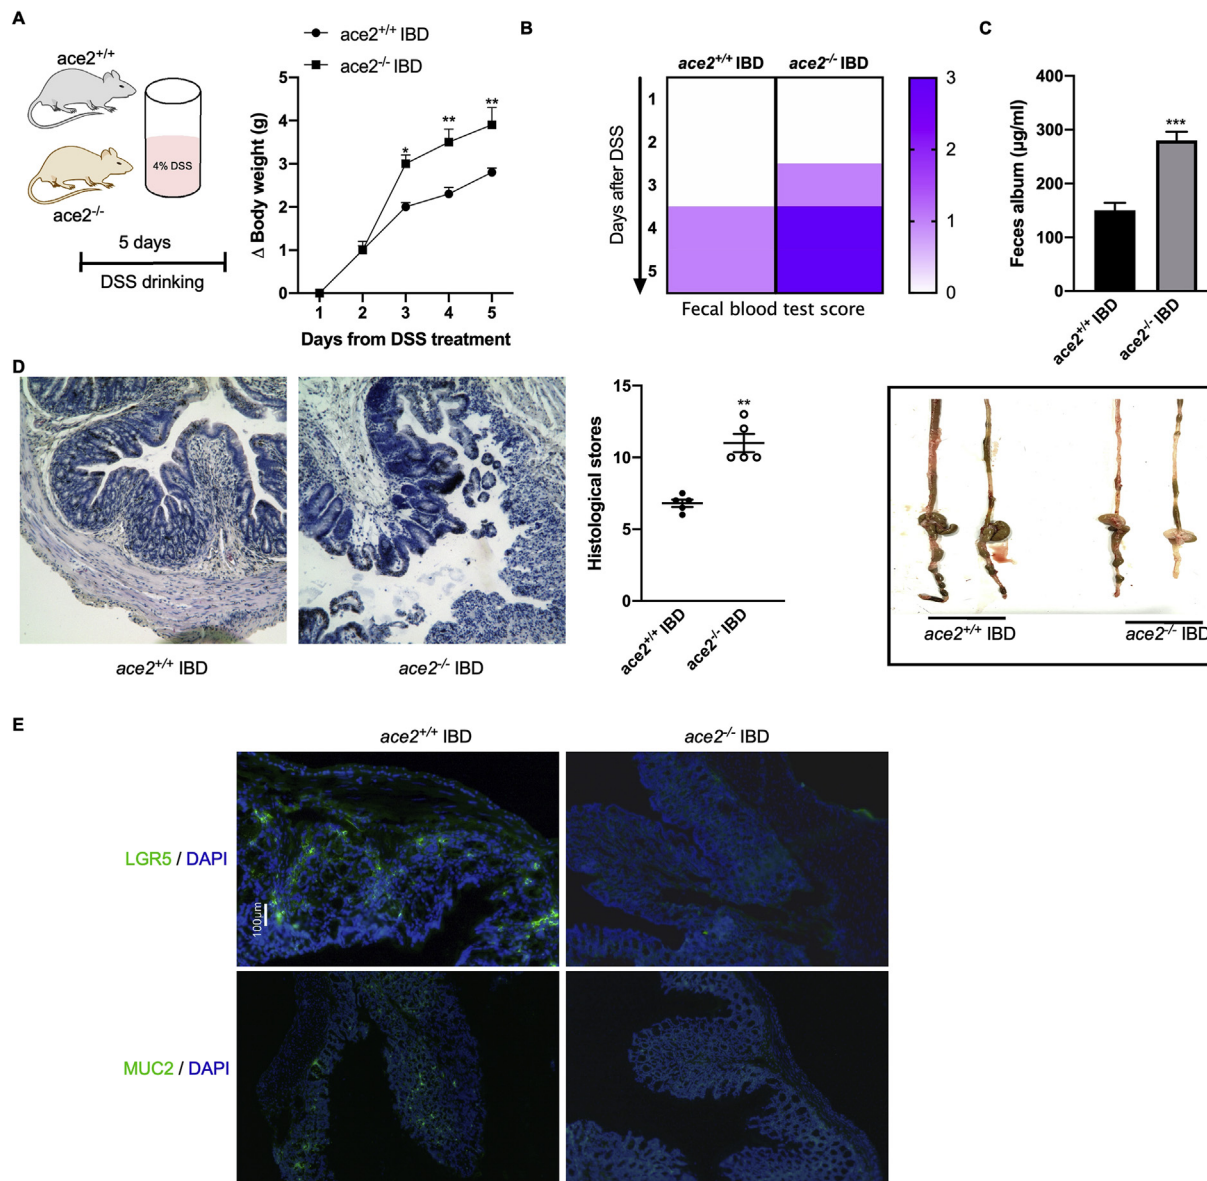 A
ace2+/+
4% DSS
ace2-/-
5 days
DSS drinking
ace2+/+ IBD
ace2-/- IBD
Δ Body weight (g)
5
4
3
2
1
0
*
**
**
1 2 3 4 5
Days from DSS treatment
B
ace2+/+ IBD ace2-/- IBD
Days after DSS
1
2
3
4
5
Fecal blood test score
3
2
1
0
C
Feces album (μg/ml)
400
300
150
100
0
***
ace2+/+ IBD
ace2-/- IBD
D
ace2+/+ IBD
ace2-/- IBD
Histological stores
15
10
5
0
**
ace2+/+ IBD
ace2-/- IBD
ace2+/+ IBD
ace2-/- IBD
E
ace2+/+ IBD
ace2-/- IBD
LGR5 / DAPI
100μm
MUC2 / DAPI